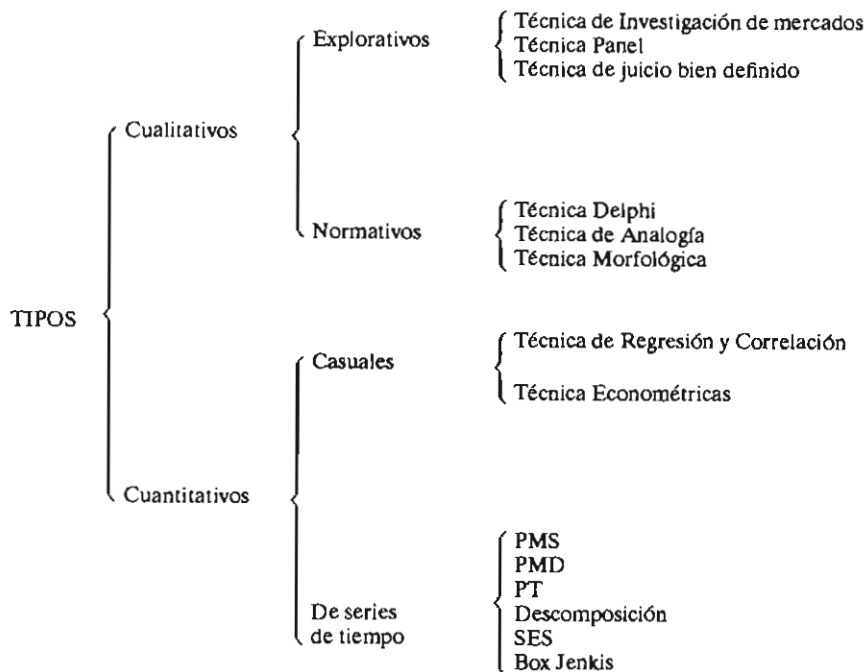 TIPOS
Cualitativos
Explorativos
Técnica de Investigación de mercados
Técnica Panel
Técnica de juicio bien definido
Normativos
Técnica Delphi
Técnica de Analogía
Técnica Morfológica
Cuantitativos
Casuales
Técnica de Regresión y Correlación
Técnica Econométricas
De series
de tiempo
PMS
PMD
PT
Descomposición
SES
Box Jenkis